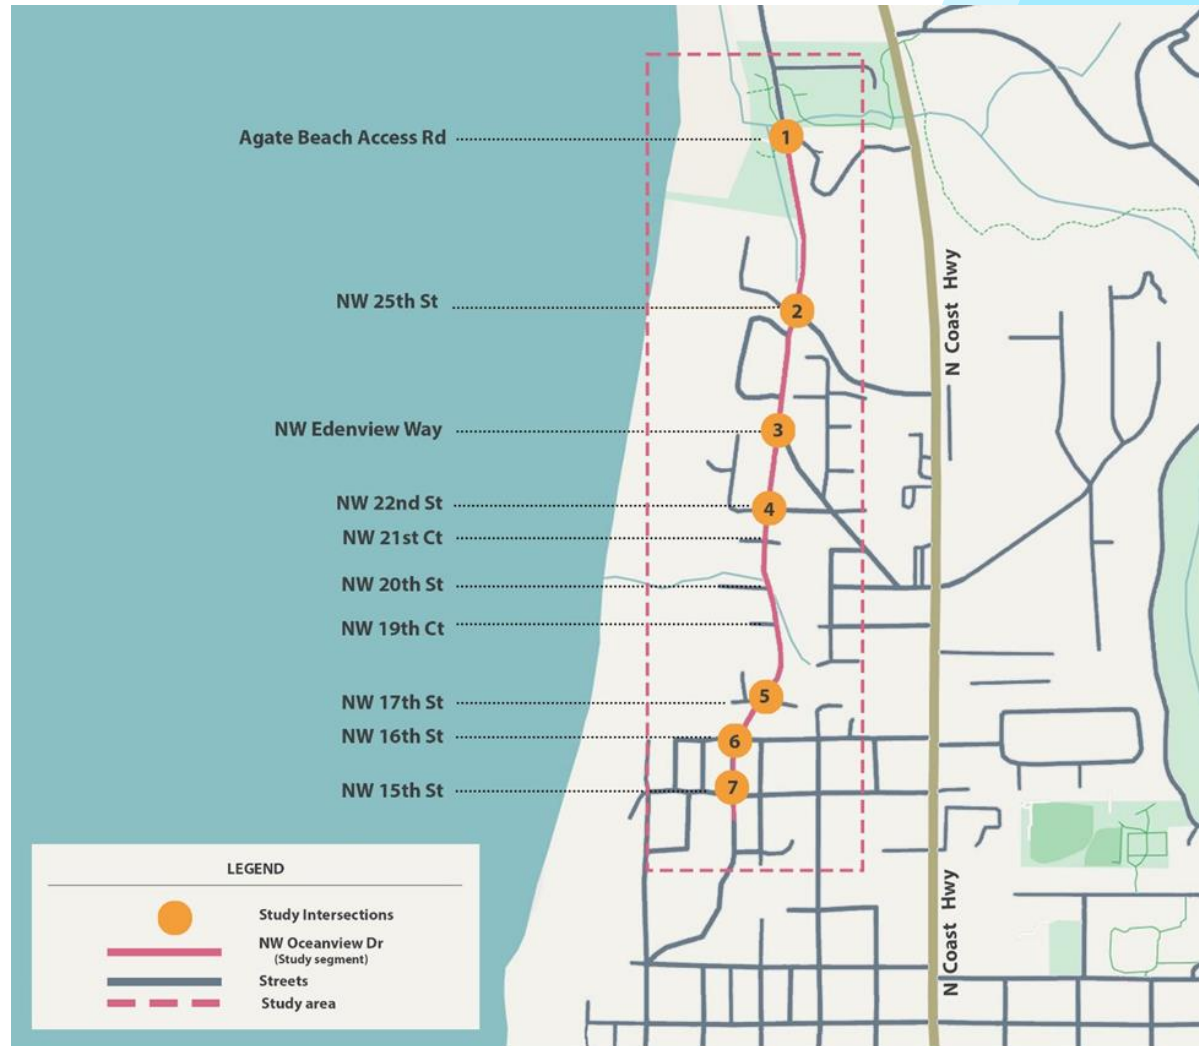 Agate Beach Access Rd
1
NW 25th St
2
N Coast Hwy
NW Edenview Way
3
NW 22nd St
4
NW 21st Ct
NW 20th St
NW 19th Ct
NW 17th St
5
NW 16th St
6
NW 15th St
7
N Coast Hwy
LEGEND
Study Intersections
NW Oceanview Dr
(Study segment)
Streets
Study area